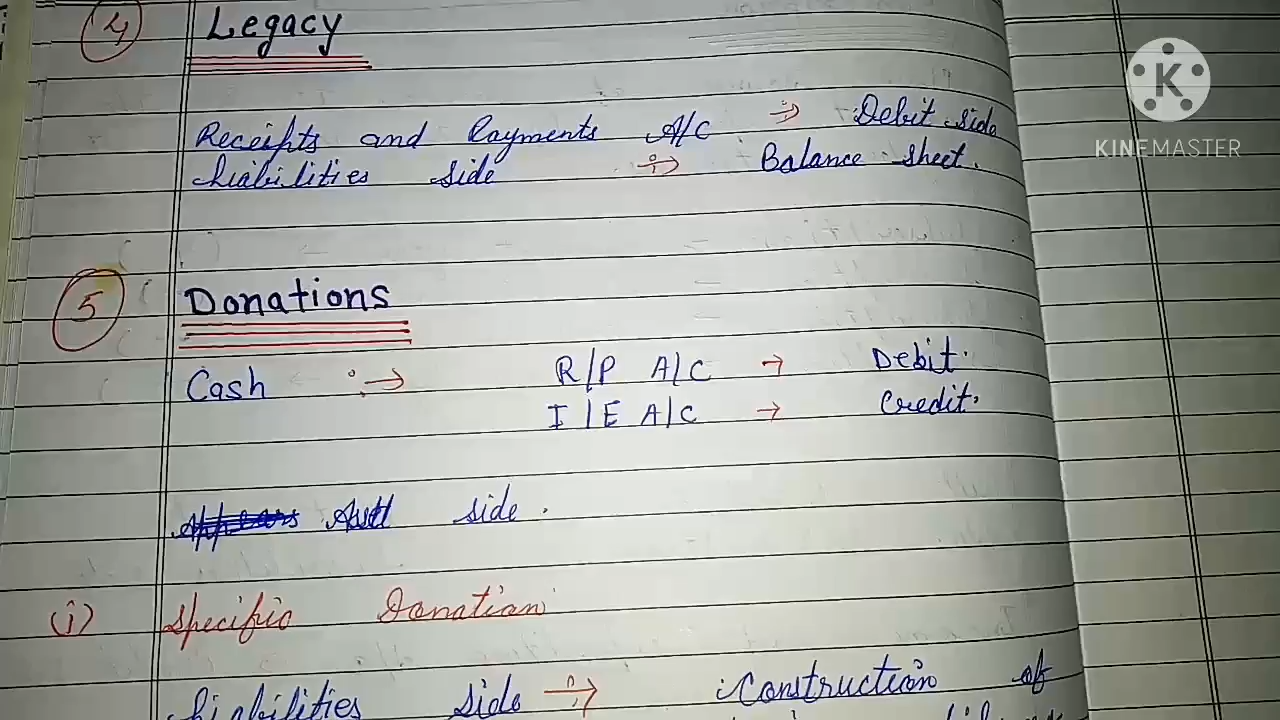 4 Legacy
Receipts and Payments A/C ⇒ Debit side
Liabilities side ⇒ Balance sheet.
5 Donations
Cash :→ R/P A/C → Debit.
I/E A/C → Credit.
side.
(i) Specific Donation
Liabilities side → Construction of
K
KINEMASTER